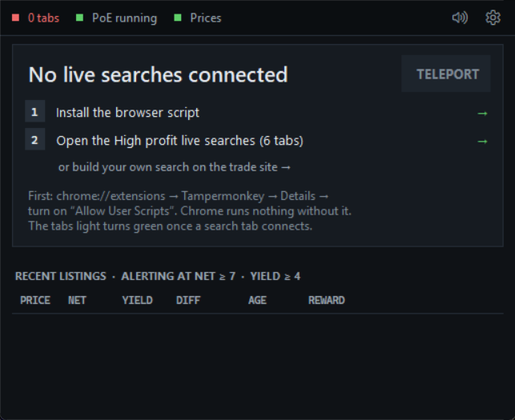 0 tabs PoE running Prices
No live searches connected TELEPORT
1 Install the browser script →
2 Open the High profit live searches (6 tabs) →
or build your own search on the trade site →
First: chrome://extensions → Tampermonkey → Details →
turn on “Allow User Scripts”. Chrome runs nothing without it.
The tabs light turns green once a search tab connects.
RECENT LISTINGS · ALERTING AT NET ≥ 7 · YIELD ≥ 4
PRICE NET YIELD DIFF AGE REWARD